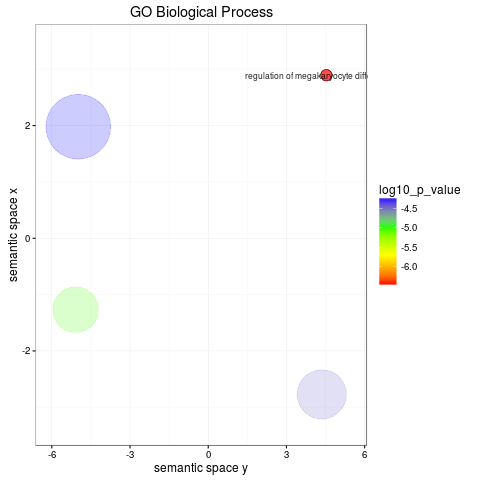 GO Biological Process
regulation of megakaryocyte diff
log10_p_value
-4.5
-5.0
-5.5
-6.0
2
0
-2
semantic space x
-6
-3
0
3
6
semantic space y